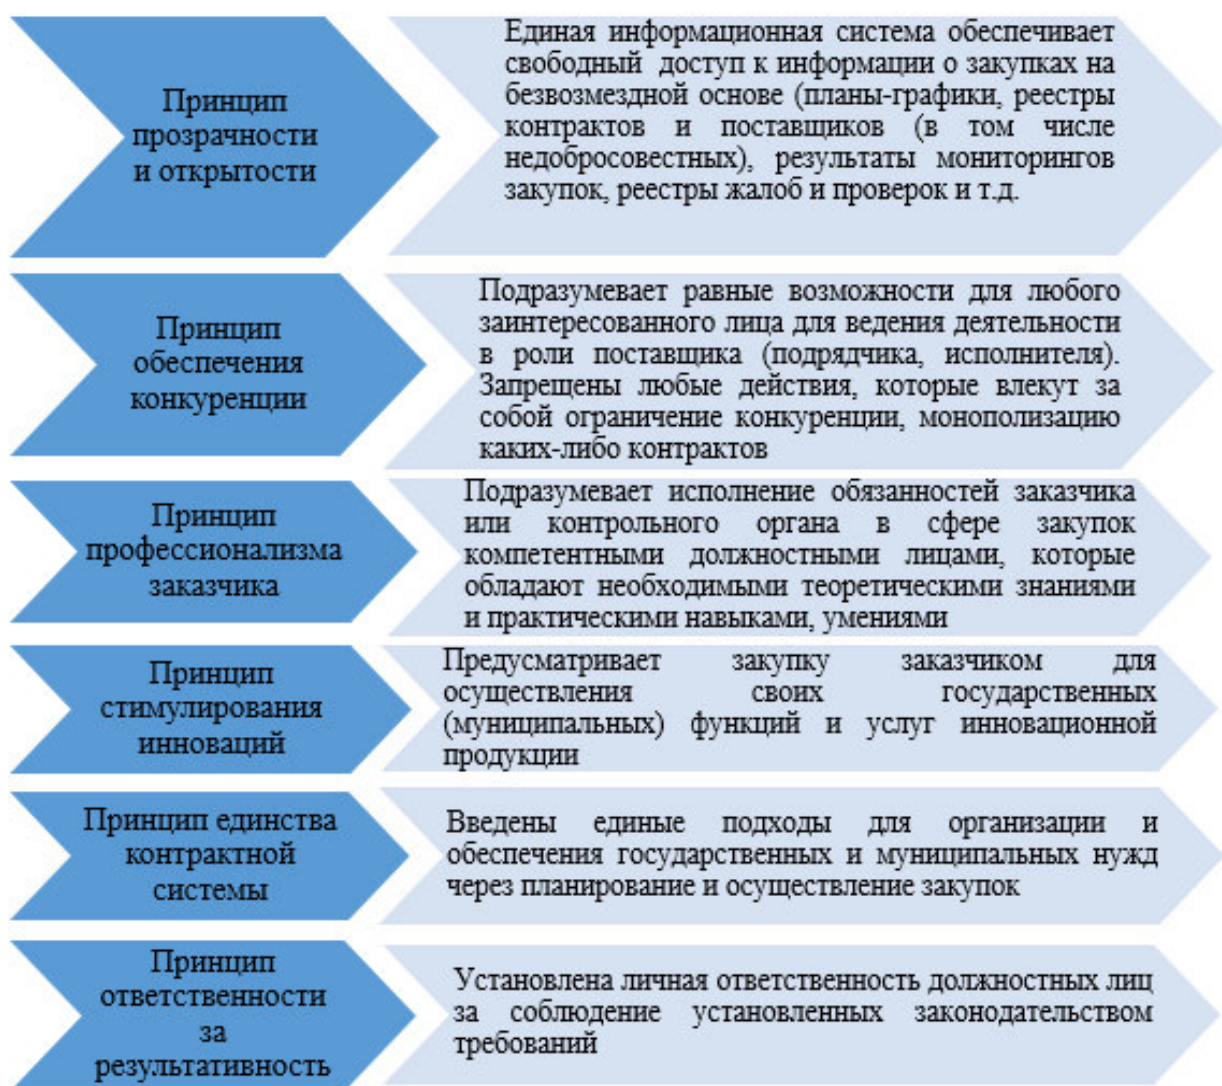 Принцип
прозрачности
и открытости
Единая информационная система обеспечивает
свободный доступ к информации о закупках на
безвозмездной основе (планы-графики, реестры
контрактов и поставщиков (в том числе
недобросовестных), результаты мониторингов
закупок, реестры жалоб и проверок и т.д.
Принцип
обеспечения
конкуренции
Подразумевает равные возможности для любого
заинтересованного лица для ведения деятельности
в роли поставщика (подрядчика, исполнителя).
Запрещены любые действия, которые влекут за
собой ограничение конкуренции, монополизацию
каких-либо контрактов
Принцип
профессионализма
заказчика
Подразумевает исполнение обязанностей заказчика
или контрольного органа в сфере закупок
компетентными должностными лицами, которые
обладают необходимыми теоретическими знаниями
и практическими навыками, умениями
Принцип
стимулирования
инноваций
Предусматривает закупку заказчиком для
осуществления своих государственных
(муниципальных) функций и услуг инновационной
продукции
Принцип единства
контрактной
системы
Введены единые подходы для организации и
обеспечения государственных и муниципальных нужд
через планирование и осуществление закупок
Принцип
ответственности
за
результативность
Установлена личная ответственность должностных лиц
за соблюдение установленных законодательством
требований